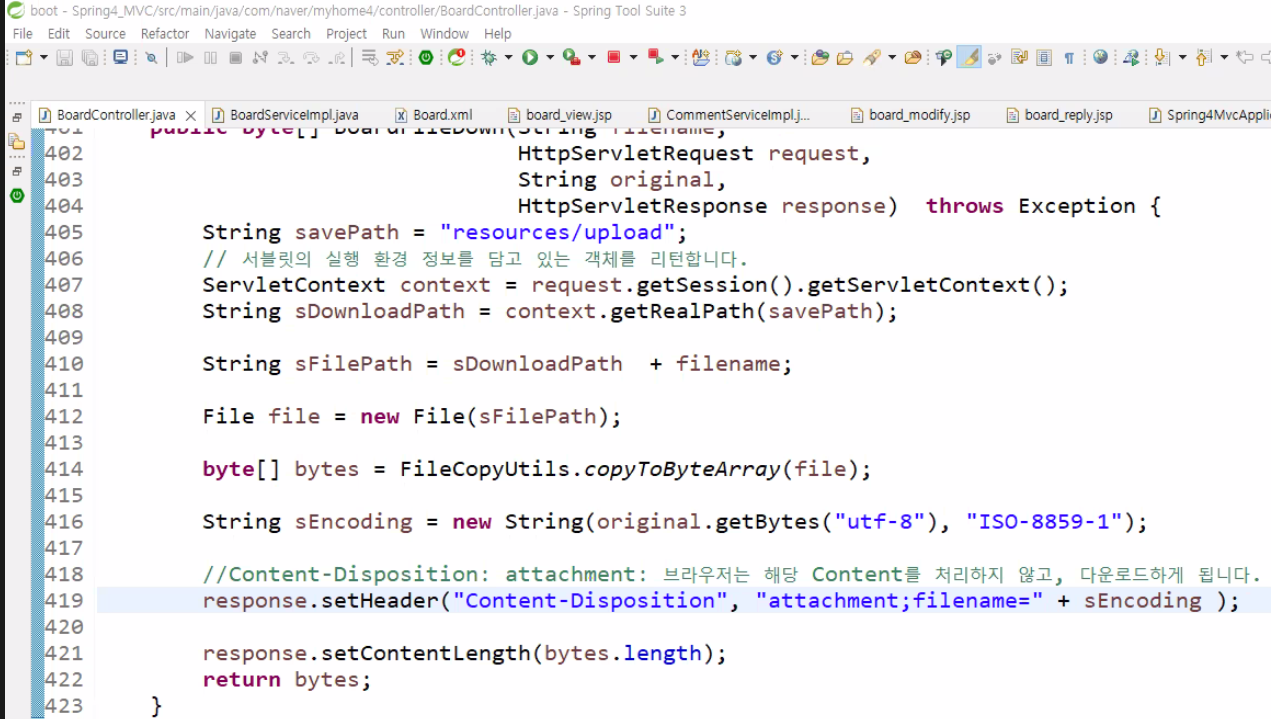 boot - Spring4_MVC/src/main/java/com/naver/myhome4/controller/BoardController.java - Spring Tool Suite 3
File Edit Source Refactor Navigate Search Project Run Window Help
BoardController.java BoardServiceImpl.java Board.xml board_view.jsp CommentServiceImpl.j... board_modify.jsp board_reply.jsp Spring4MvcApplic
401 public byte[] BoardFileDown(String filename,
402 HttpServletRequest request,
403 String original,
404 HttpServletResponse response)  throws Exception {
405 String savePath = "resources/upload";
406 // 서블릿의 실행 환경 정보를 담고 있는 객체를 리턴합니다.
407 ServletContext context = request.getSession().getServletContext();
408 String sDownloadPath = context.getRealPath(savePath);
409
410 String sFilePath = sDownloadPath  + filename;
411
412 File file = new File(sFilePath);
413
414 byte[] bytes = FileCopyUtils.copyToByteArray(file);
415
416 String sEncoding = new String(original.getBytes("utf-8"), "ISO-8859-1");
417
418 //Content-Disposition: attachment: 브라우저는 해당 Content를 처리하지 않고, 다운로드하게 됩니다.
419 response.setHeader("Content-Disposition", "attachment;filename=" + sEncoding );
420
421 response.setContentLength(bytes.length);
422 return bytes;
423 }